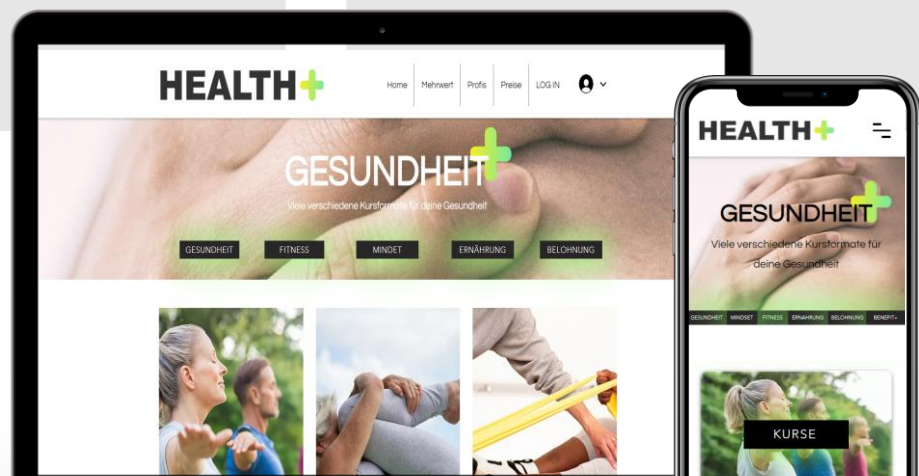 HEALTH+
Home Mehrwert Profis Preise LOG IN
GESUNDHEIT+
Viele verschiedene Kursformate für deine Gesundheit
GESUNDHEIT FITNESS MINDET ERNÄHRUNG BELOHNUNG
HEALTH+
GESUNDHEIT+
Viele verschiedene Kursformate für
deine Gesundheit
GESUNDHEIT MINDSET FITNESS ERNÄHRUNG BELOHNUNG BENEFIT+
KURSE